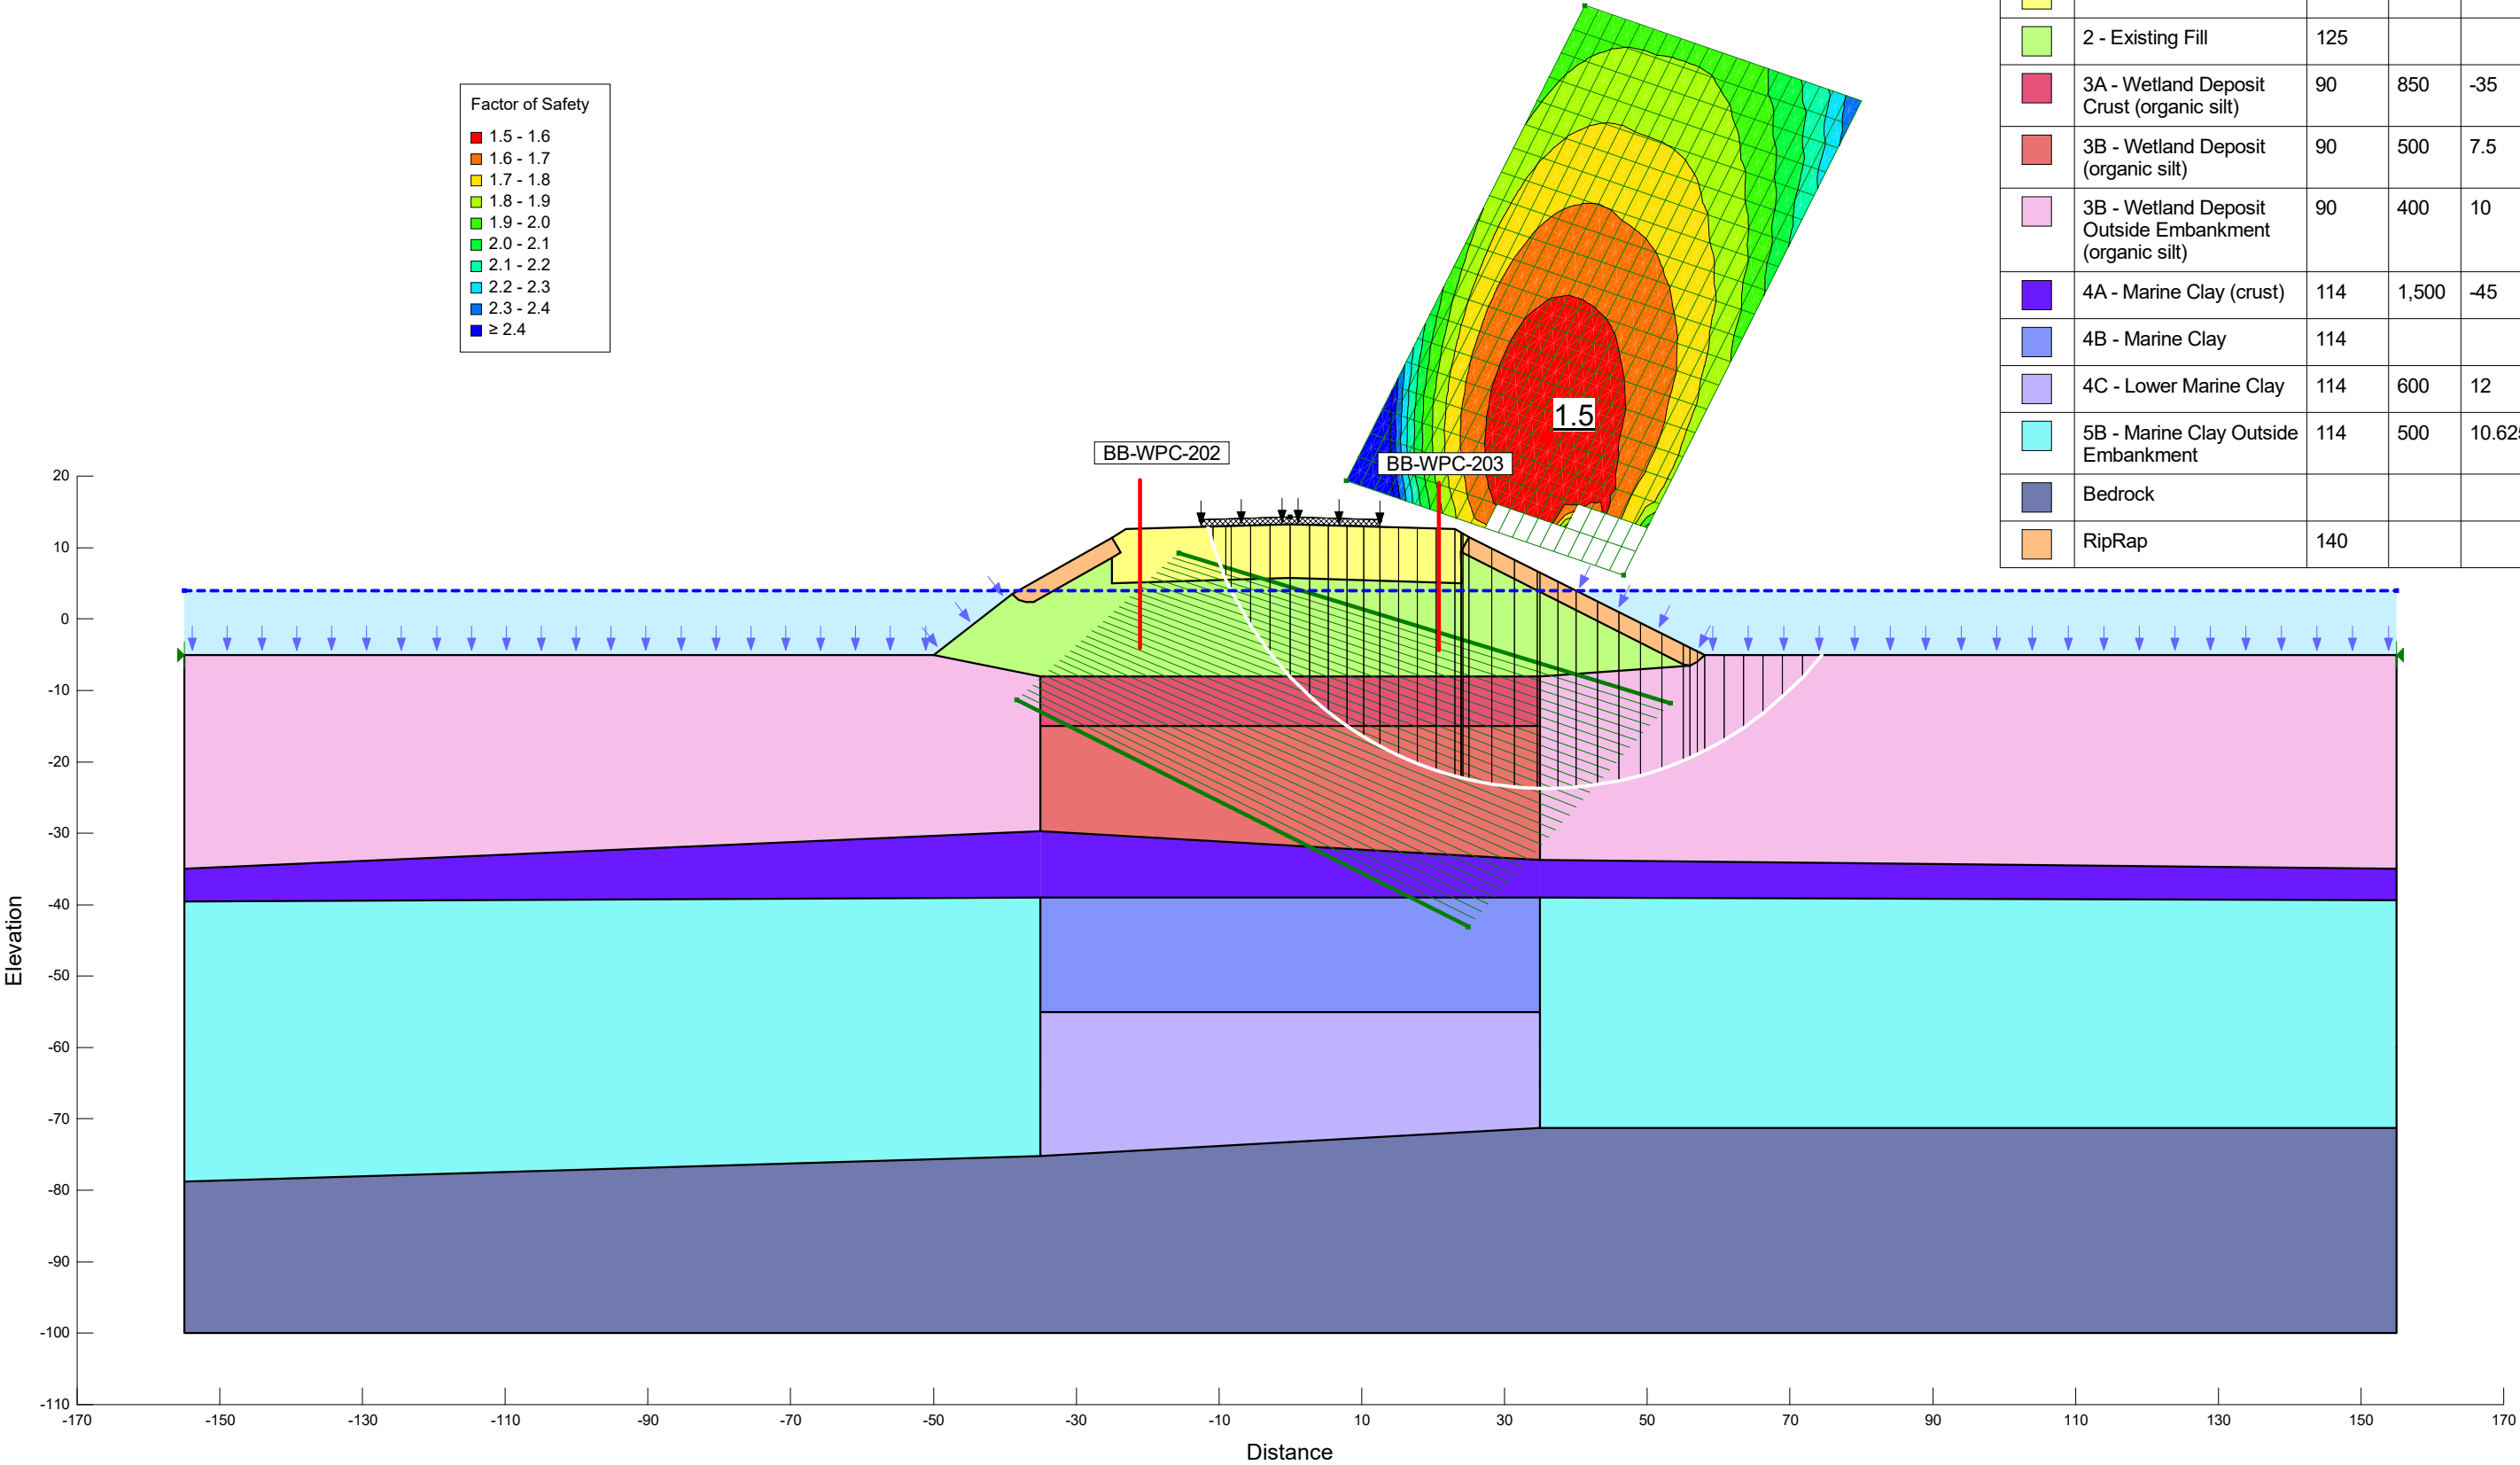 2 - Existing Fill 125
3A - Wetland Deposit 90 850 -35
Crust (organic silt)
3B - Wetland Deposit 90 500 7.5
(organic silt)
3B - Wetland Deposit 90 400 10
Outside Embankment
(organic silt)
4A - Marine Clay (crust) 114 1,500 -45
4B - Marine Clay 114
4C - Lower Marine Clay 114 600 12
5B - Marine Clay Outside 114 500 10.625
Embankment
Bedrock
RipRap 140
Factor of Safety
1.5 - 1.6
1.6 - 1.7
1.7 - 1.8
1.8 - 1.9
1.9 - 2.0
2.0 - 2.1
2.1 - 2.2
2.2 - 2.3
2.3 - 2.4
≥ 2.4
1.5
BB-WPC-202
BB-WPC-203
20
10
0
-10
-20
-30
-40
-50
-60
-70
-80
-90
-100
-110
Elevation
-170 -150 -130 -110 -90 -70 -50 -30 -10 10 30 50 70 90 110 130 150 170
Distance